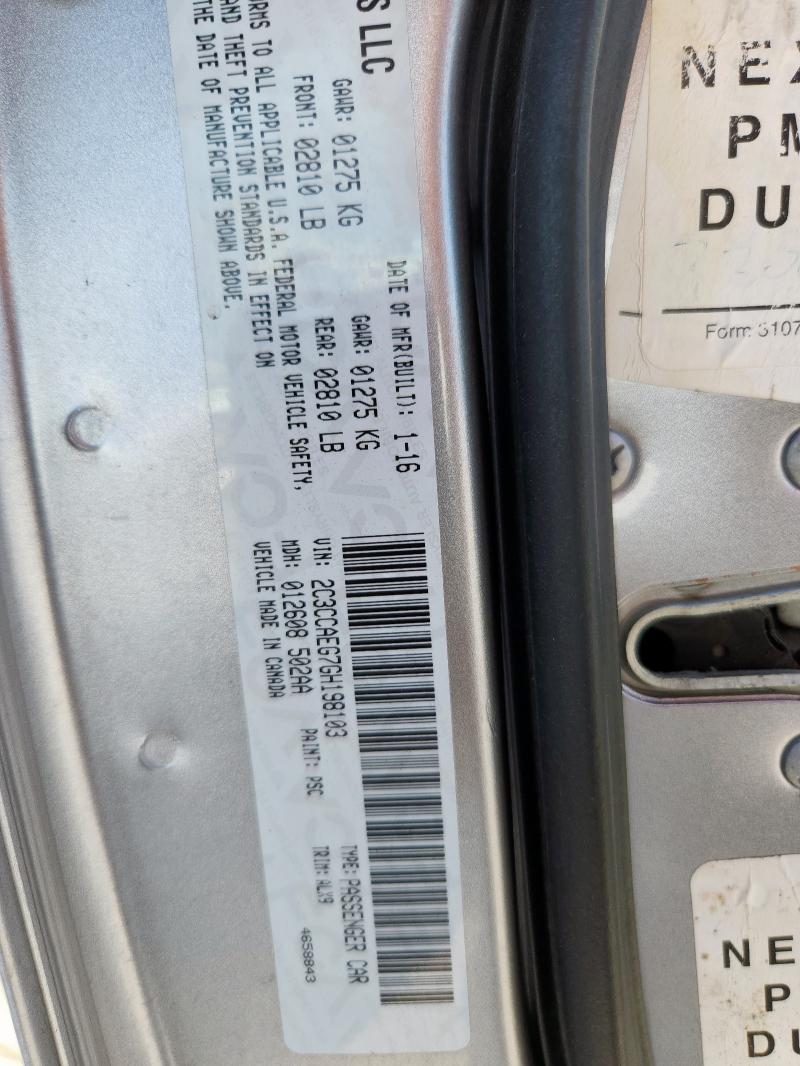 S LLC
DATE OF MFR(BUILT): 1-16
GAWR: 01275 KG
FRONT: 02810 LB
GAWR: 01275 KG
REAR: 02810 LB
RMS TO ALL APPLICABLE U.S.A. FEDERAL MOTOR VEHICLE SAFETY,
AND THEFT PREVENTION STANDARDS IN EFFECT ON
THE DATE OF MANUFACTURE SHOWN ABOVE.
VIN: 2C3CCAEG7GH198103
TYPE: PASSENGER CAR
MDH: 012608 502AA
PAINT: PSC
TRIM: ALX9
VEHICLE MADE IN CANADA
4658843
NEX
PM
DU
Form 3107
NE
P
DU